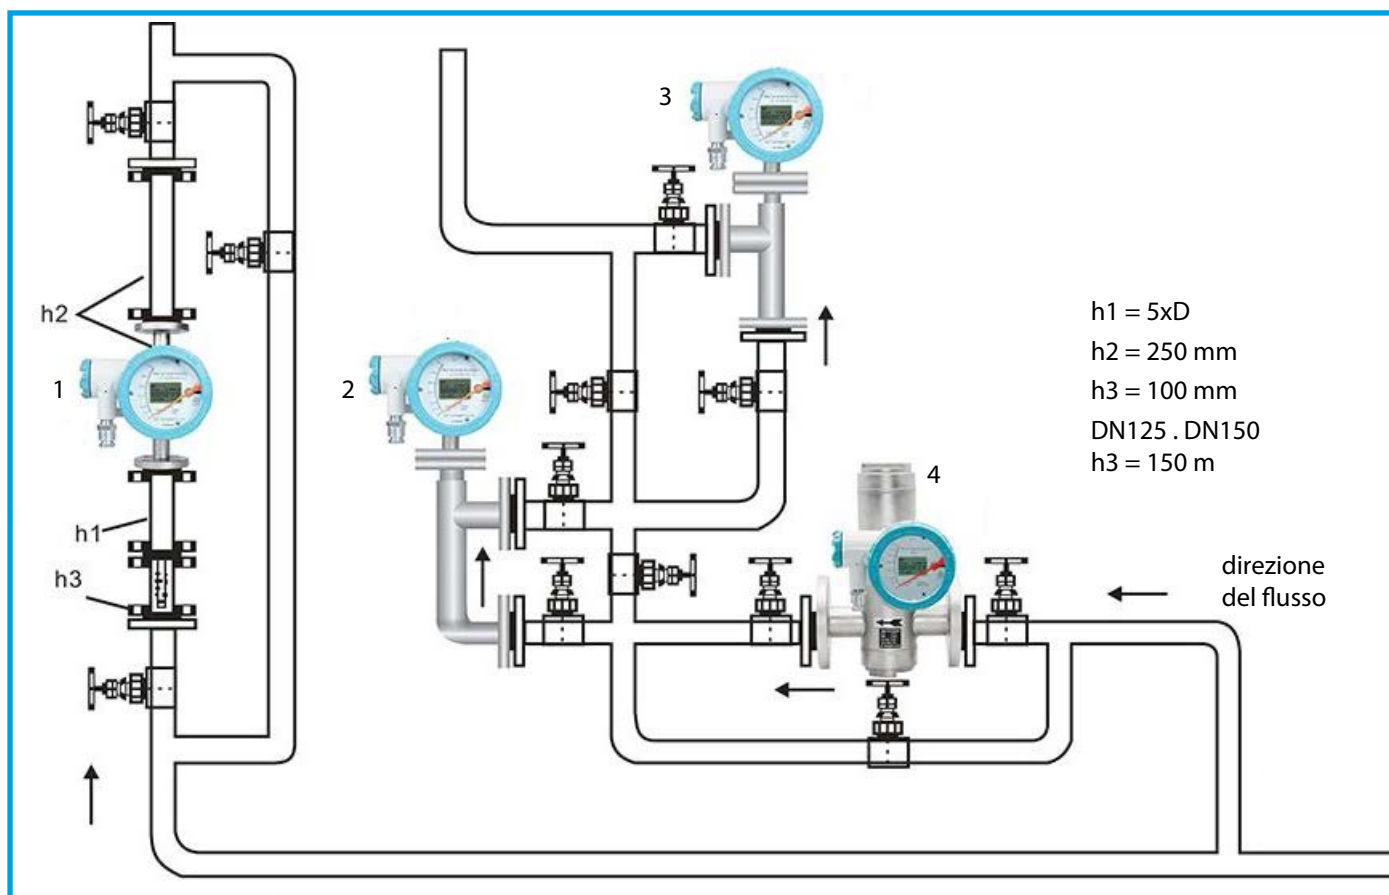 3
h2
1
2
h1 = 5xD
h2 = 250 mm
h3 = 100 mm
DN125 . DN150
h3 = 150 m
4
h1
h3
direzione
del flusso